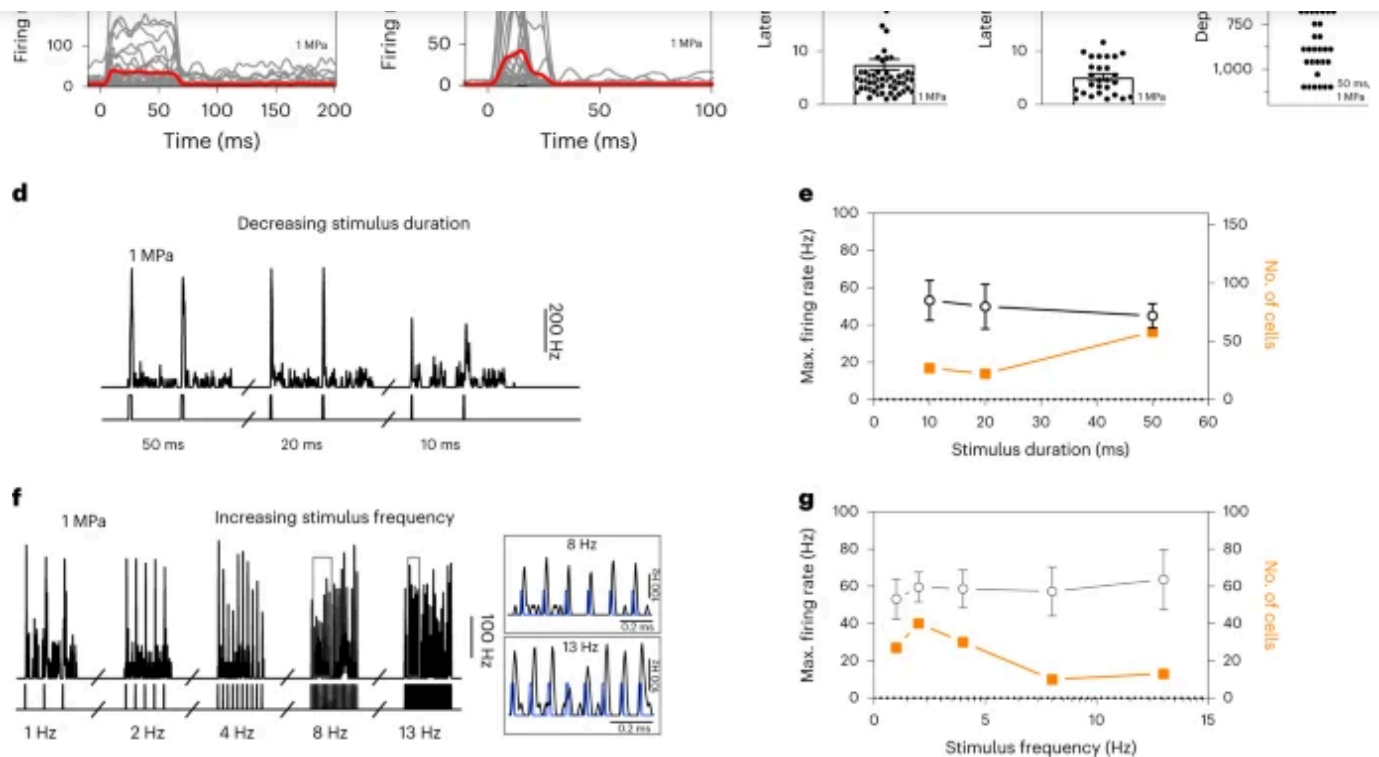 Firing
100
0
1 MPa
0 50 100 150 200
Time (ms)
Firing
50
0
1 MPa
0 50 100
Time (ms)
10
0
1 MPa
10
0
1 MPa
750
1,000
50 ms,
1 MPa
d
Decreasing stimulus duration
1 MPa
200 Hz
50 ms
20 ms
10 ms
e
Max. firing rate (Hz)
100
80
60
40
20
0
150
100
50
0
No. of cells
0 10 20 30 40 50 60
Stimulus duration (ms)
f
1 MPa
Increasing stimulus frequency
100 Hz
1 Hz
2 Hz
4 Hz
8 Hz
13 Hz
8 Hz
100 Hz
0.2 ms
13 Hz
100 Hz
0.2 ms
g
Max. firing rate (Hz)
100
80
60
40
20
0
100
80
60
40
20
0
No. of cells
0 5 10 15
Stimulus frequency (Hz)